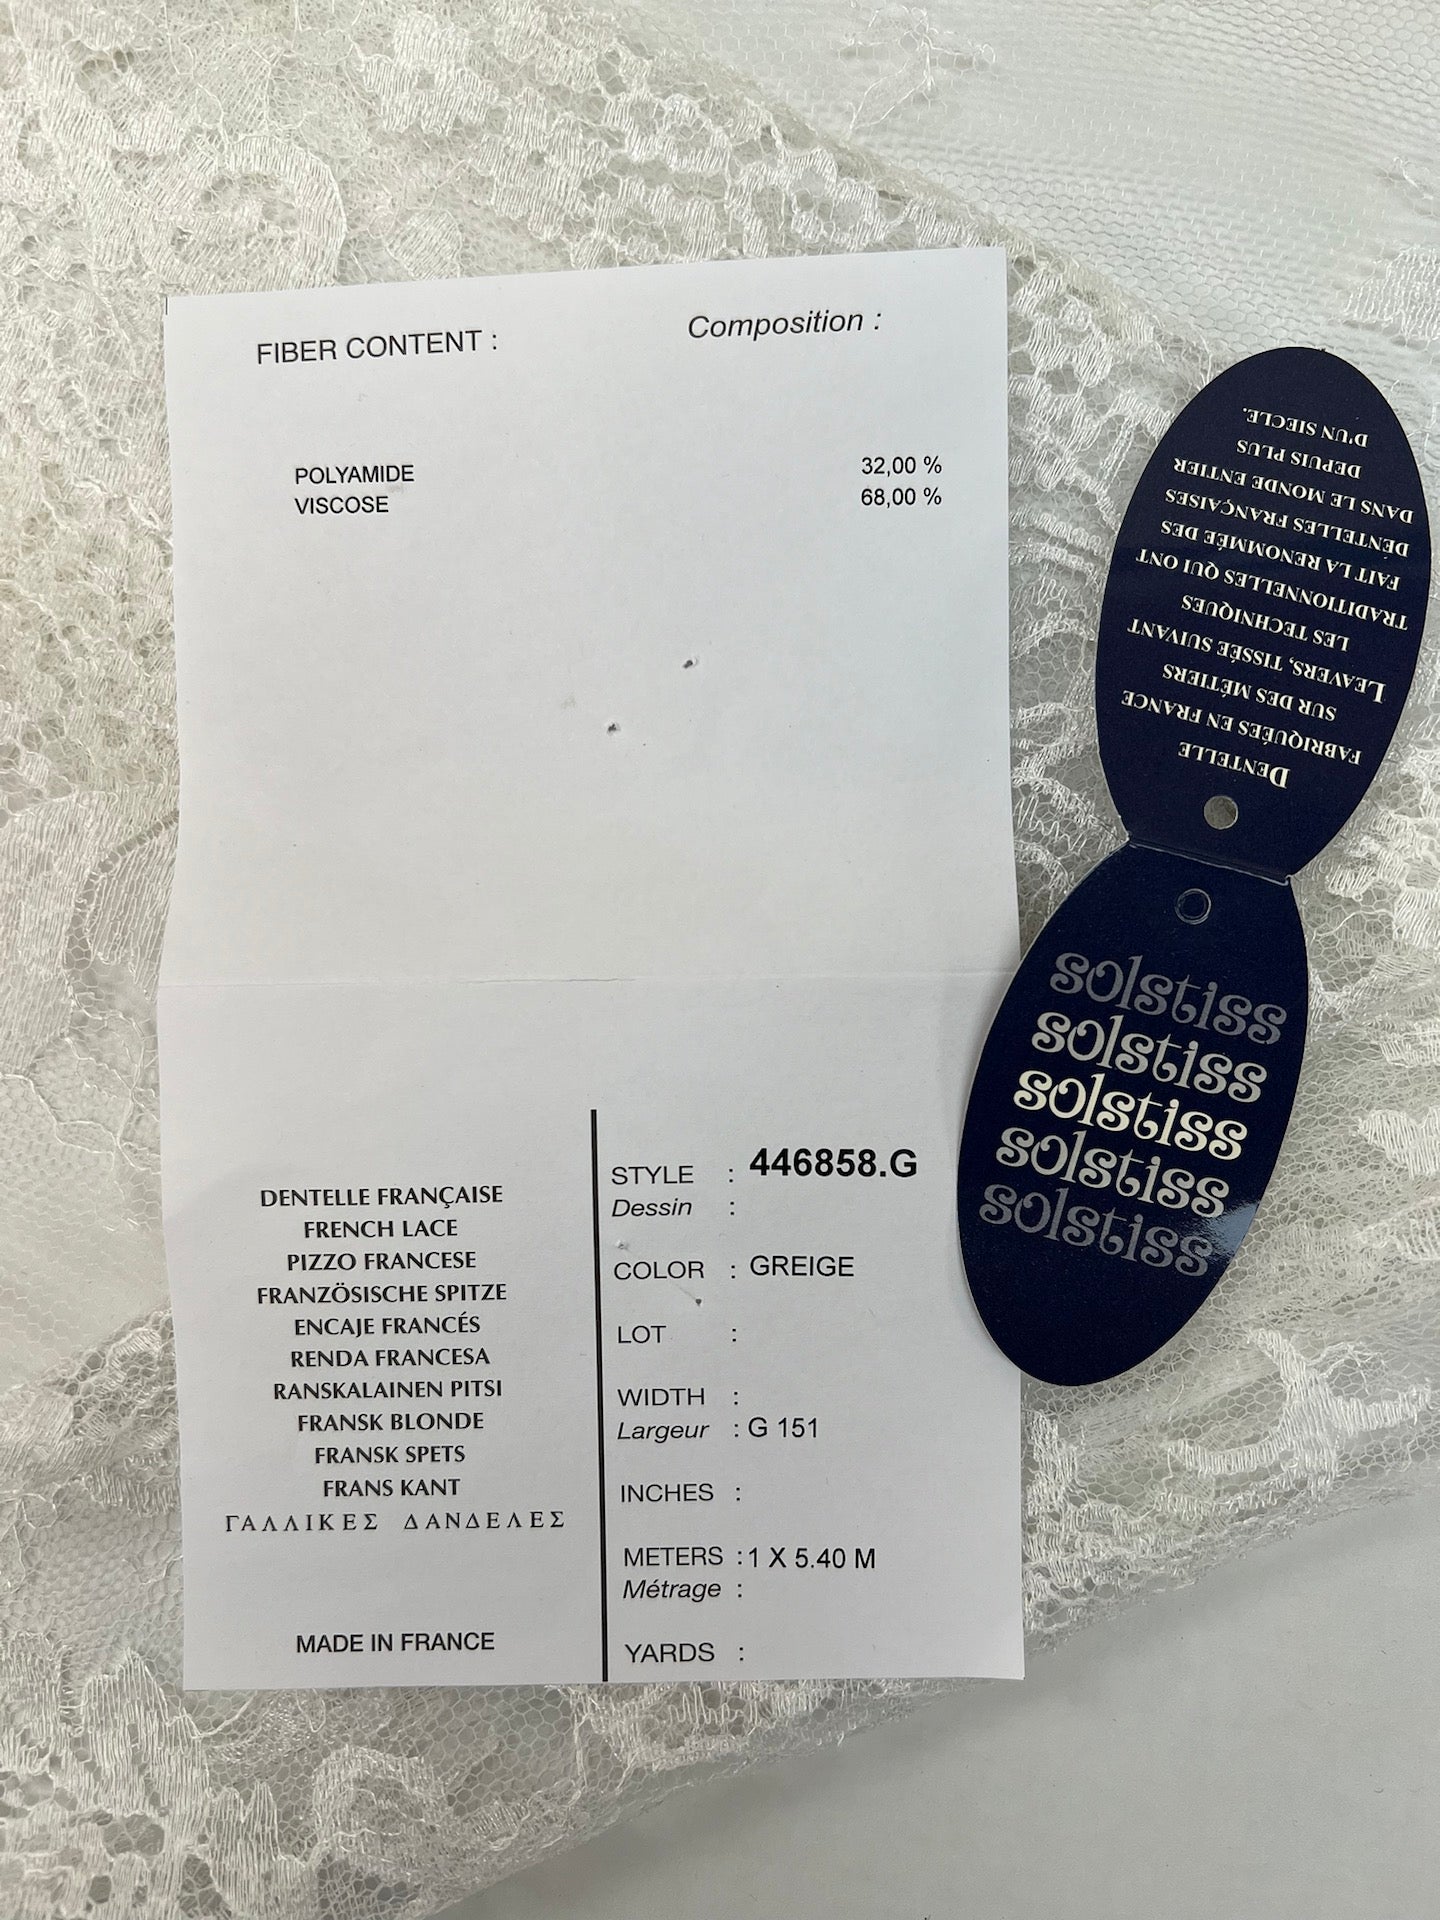 FIBER CONTENT :
Composition :
POLYAMIDE 32,00 %
VISCOSE 68,00 %
DENTELLE FRANÇAISE
FRENCH LACE
PIZZO FRANCESE
FRANZÖSISCHE SPITZE
ENCAJE FRANCÉS
RENDA FRANCESA
RANSKALAINEN PITSI
FRANSK BLONDE
FRANSK SPETS
FRANS KANT
ΓΑΛΛΙΚΕΣ ΔΑΝΔΕΛΕΣ
MADE IN FRANCE
STYLE : 446858.G
Dessin :
COLOR : GREIGE
LOT :
WIDTH :
Largeur : G 151
INCHES :
METERS : 1 X 5.40 M
Métrage :
YARDS :
DENTELLE
FABRIQUÉES EN FRANCE
SUR DES MÉTIERS
LEAVERS, TISSÉE SUIVANT
LES TECHNIQUES
TRADITIONNELLES QUI ONT
FAIT LA RENOMMÉE DES
DENTELLES FRANÇAISES
DANS LE MONDE ENTIER
DEPUIS PLUS
D'UN SIECLE.
solstiss
solstiss
solstiss
solstiss
solstiss